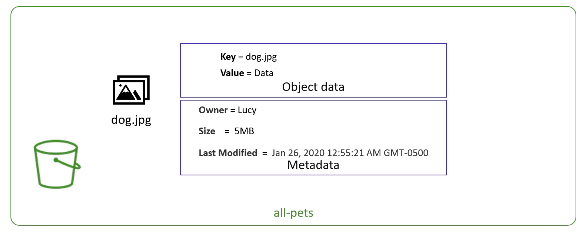 Key = dog.jpg
Value = Data
Object data
dog.jpg
Owner = Lucy
Size = 5MB
Last Modified = Jan 26, 2020 12:55:21 AM GMT-0500
Metadata
all-pets